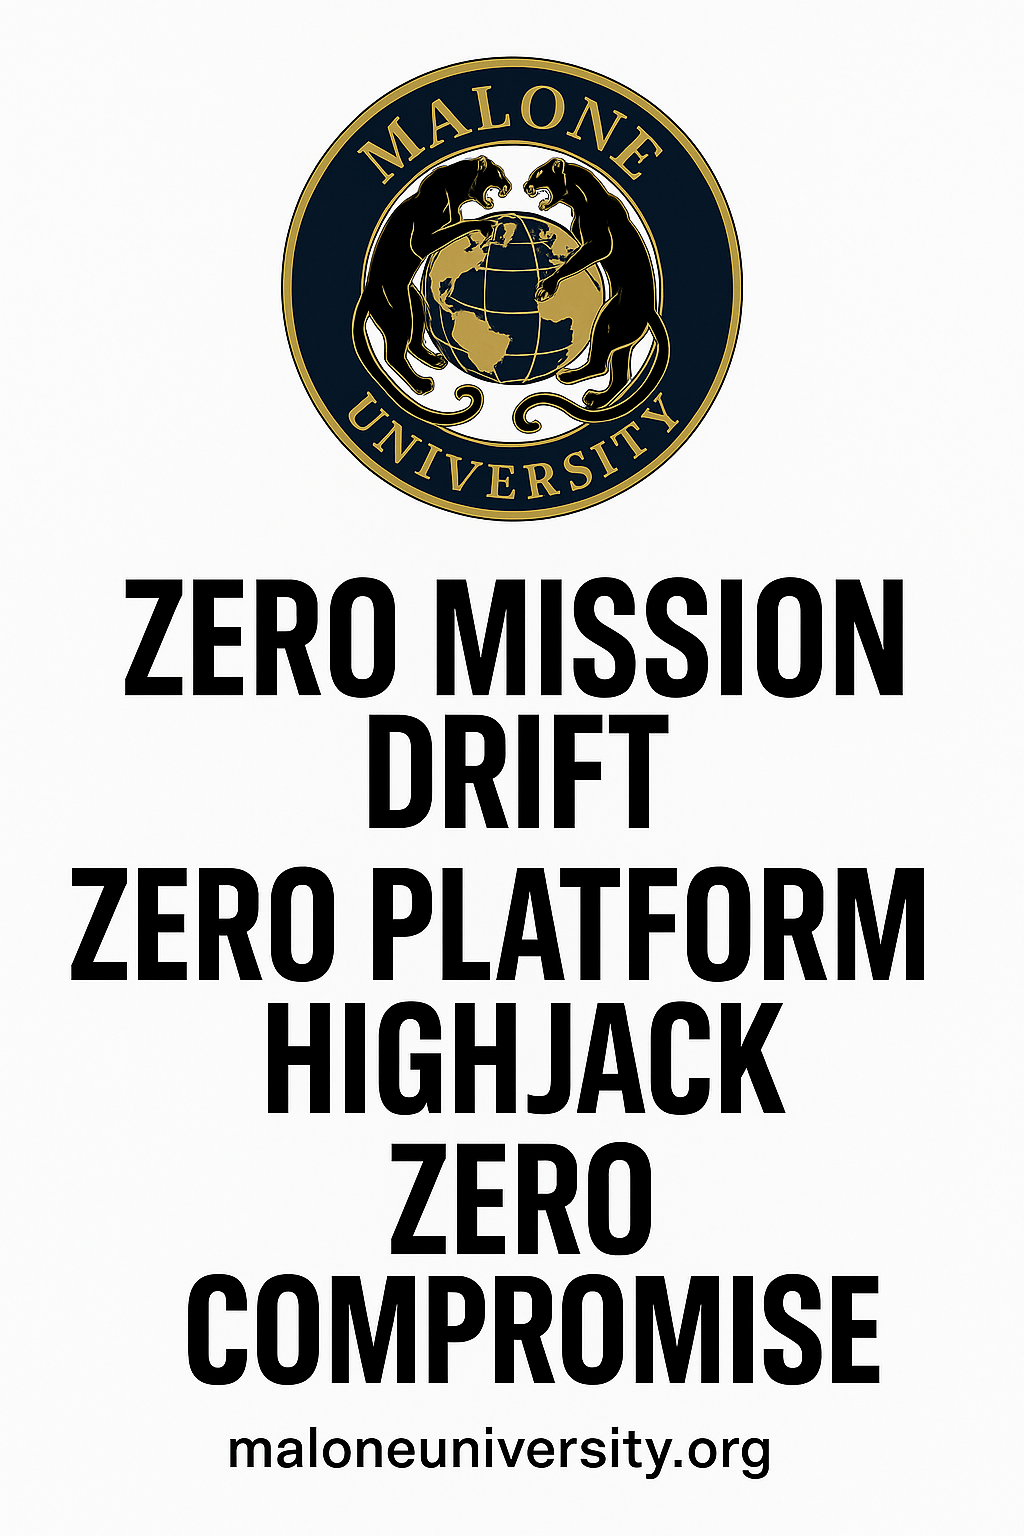 MALONE
UNIVERSITY
ZERO MISSION
DRIFT
ZERO PLATFORM
HIGHJACK
ZERO
COMPROMISE
maloneuniversity.org